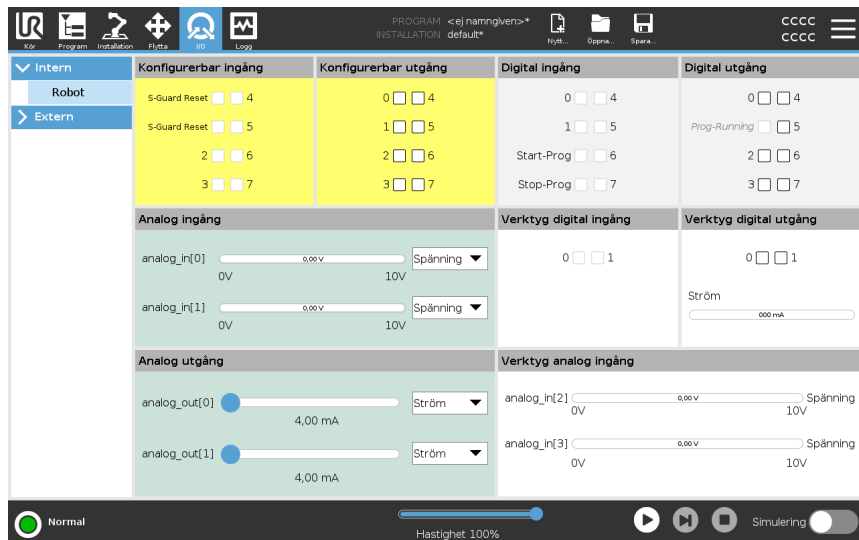 UR
PROGRAM <ej namngiven>*
INSTALLATION default*
Kör Program Installation Flytta I/O Logg
Nytt... Öppna... Spara...
CCCC
CCCC
Intern
Robot
Extern
Konfigurerbar ingång
S-Guard Reset 4
S-Guard Reset 5
2 6
3 7
Konfigurerbar utgång
0 4
1 5
2 6
3 7
Digital ingång
0 4
1 5
Start-Prog 6
Stop-Prog 7
Digital utgång
0 4
Prog-Running 5
2 6
3 7
Analog ingång
analog_in[0] 0,00 V Spänning
0V 10V
analog_in[1] 0,00 V Spänning
0V 10V
Verktyg digital ingång
0 1
Verktyg digital utgång
0 1
Ström
000 mA
Analog utgång
analog_out[0] Ström
4,00 mA
analog_out[1] Ström
4,00 mA
Verktyg analog ingång
analog_in[2] 0,00 V Spänning
0V 10V
analog_in[3] 0,00 V Spänning
0V 10V
Normal
Hastighet 100%
Simulering